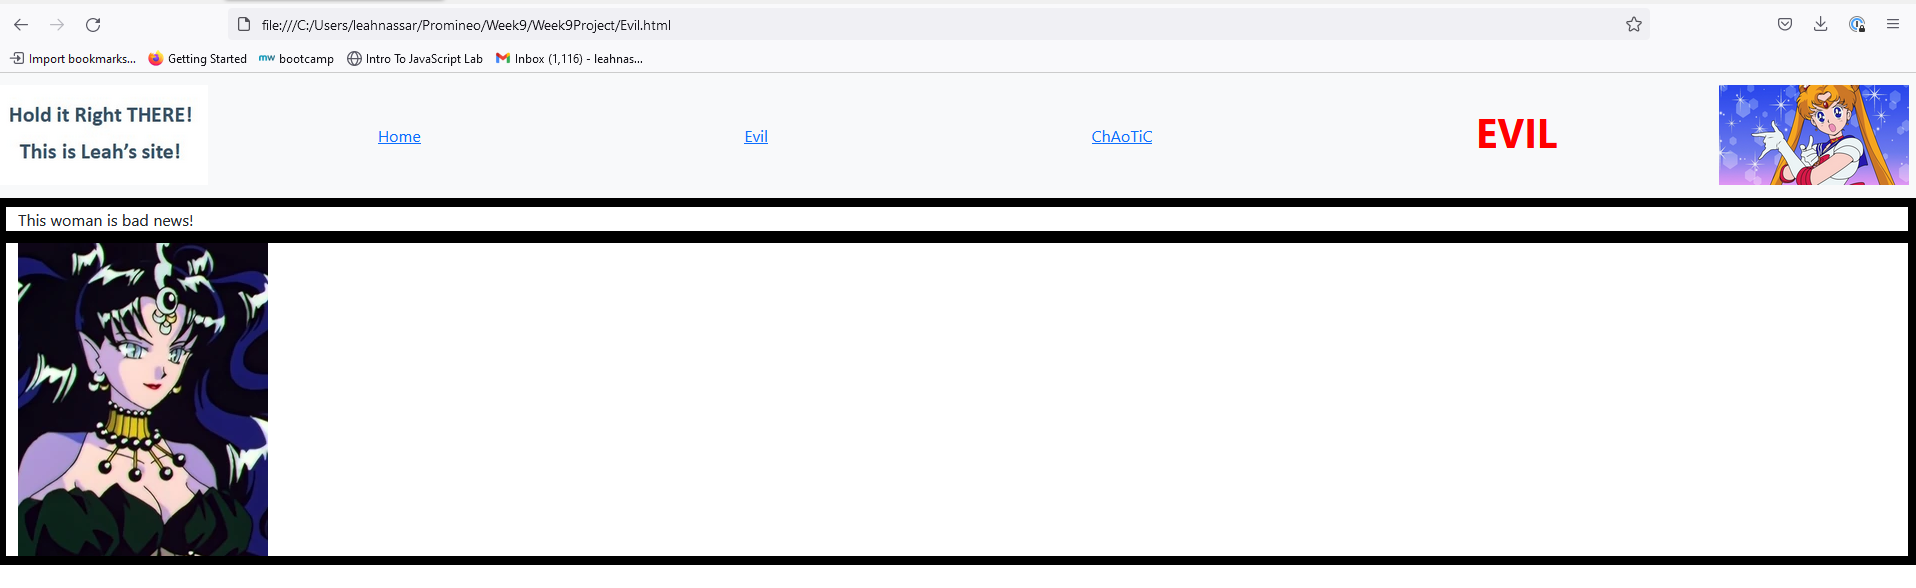 file:///C:/Users/leahnassar/Promineo/Week9/Week9Project/Evil.html
Import bookmarks... Getting Started mw bootcamp Intro To JavaScript Lab Inbox (1,116) - leahnas...
Hold it Right THERE!
This is Leah's site!
Home Evil ChAoTiC EVIL
This woman is bad news!